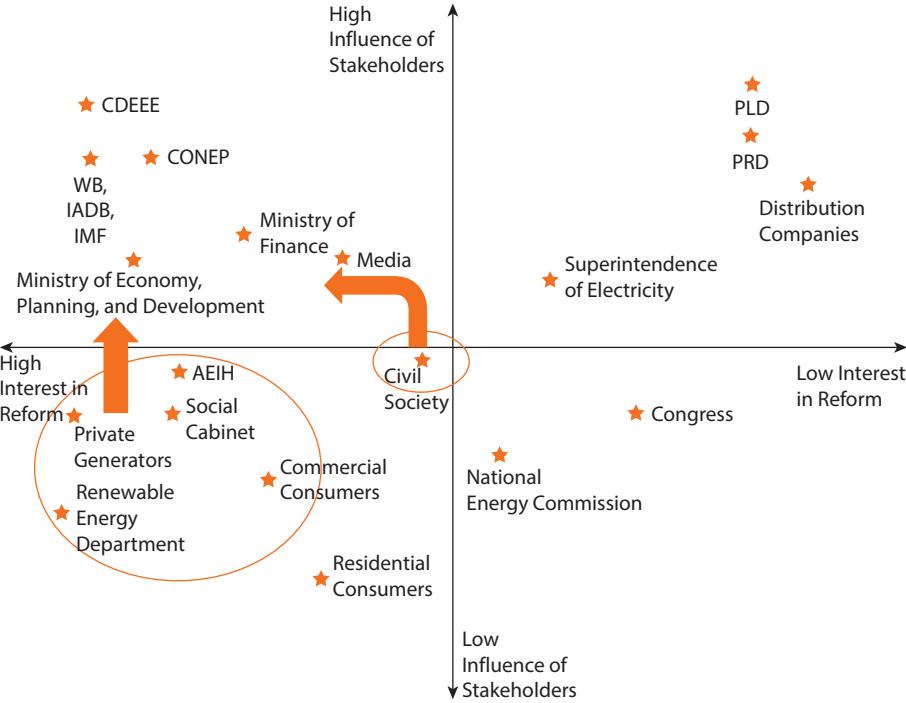 High
Influence of
Stakeholders
CDEEE
PLD
CONEP
PRD
WB,
IADB,
IMF
Distribution
Companies
Ministry of
Finance
Media
Superintendence
of Electricity
Ministry of Economy,
Planning, and Development
High
Interest in
Reform
Low Interest
in Reform
AEIH
Civil
Society
Social
Cabinet
Congress
Private
Generators
Commercial
Consumers
National
Energy Commission
Renewable
Energy
Department
Residential
Consumers
Low
Influence of
Stakeholders